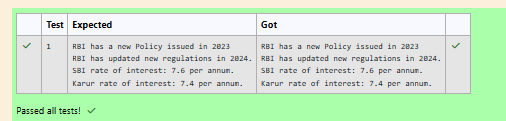 Test Expected Got
1 RBI has a new Policy issued in 2023 RBI has a new Policy issued in 2023
RBI has updated new regulations in 2024. RBI has updated new regulations in 2024.
SBI rate of interest: 7.6 per annum. SBI rate of interest: 7.6 per annum.
Karur rate of interest: 7.4 per annum. Karur rate of interest: 7.4 per annum.
Passed all tests!